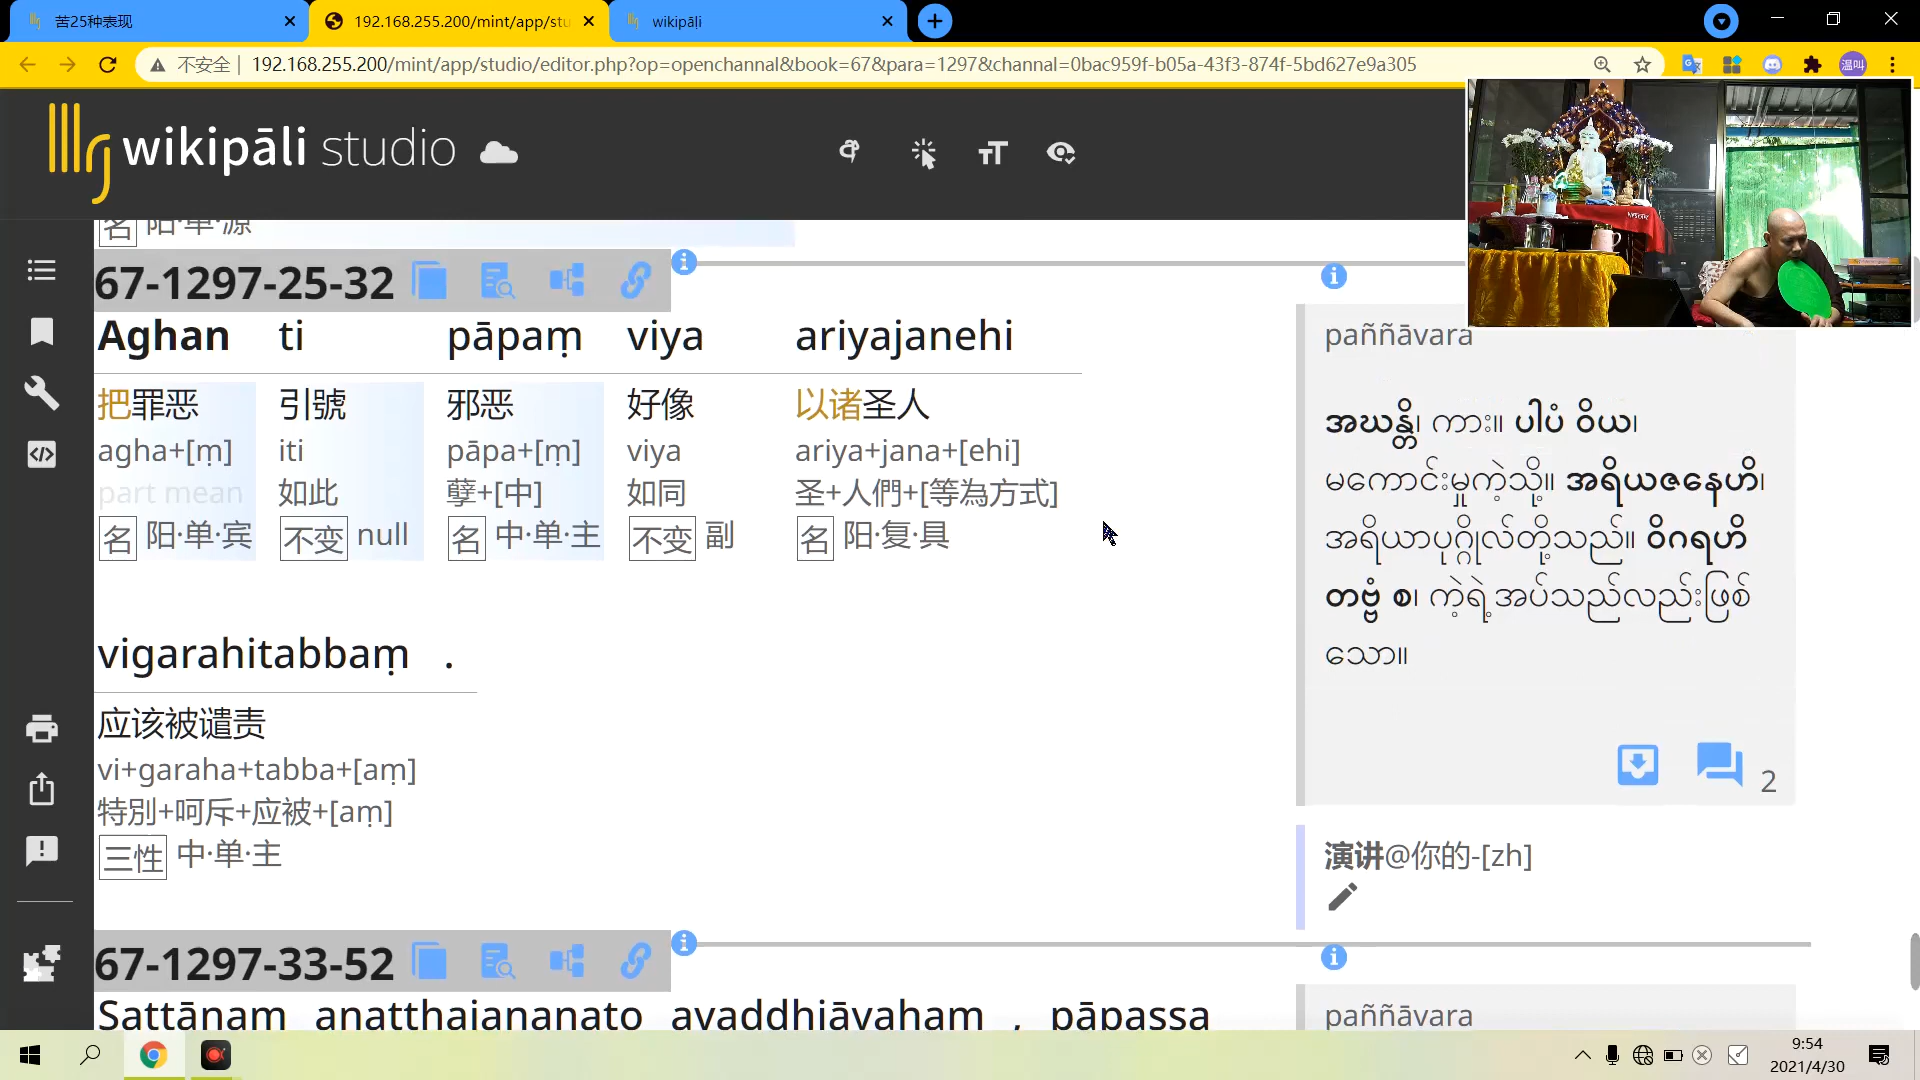 苦25种表现
192.168.255.200/mint/app/stu
wikipāli
不安全 | 192.168.255.200/mint/app/studio/editor.php?op=openchannal&book=67&para=1297&channal=0bac959f-b05a-43f3-874f-5bd627e9a305
温叫
wikipāli studio
名 阳·单·源
67-1297-25-32
Aghan ti pāpaṃ viya ariyajanehi
把罪恶 引號 邪恶 好像 以诸圣人
agha+[ṃ] iti pāpa+[ṃ] viya ariya+jana+[ehi]
part mean 如此 孽+[中] 如同 圣+人們+[等為方式]
名 阳·单·宾 不变 null 名 中·单·主 不变 副 名 阳·复·具
vigarahitabbaṃ .
应该被谴责
vi+garaha+tabba+[aṃ]
特別+呵斥+应被+[aṃ]
三性 中·单·主
paññāvara
အဃန္တိ၊ ကား။ ပါပံ ဝိယ၊
မကောင်းမှုကဲ့သို့။ အရိယဇနေဟိ၊
အရိယာပုဂ္ဂိုလ်တို့သည်။ ဝိဂရဟိ
တဗ္ဗံ စ၊ ကဲ့ရဲ့အပ်သည်လည်းဖြစ်
သော။
2
演讲@你的-[zh]
67-1297-33-52
Sattānaṃ anatthajananato avaddhiāvahaṃ , pāpassa
paññāvara
9:54
2021/4/30